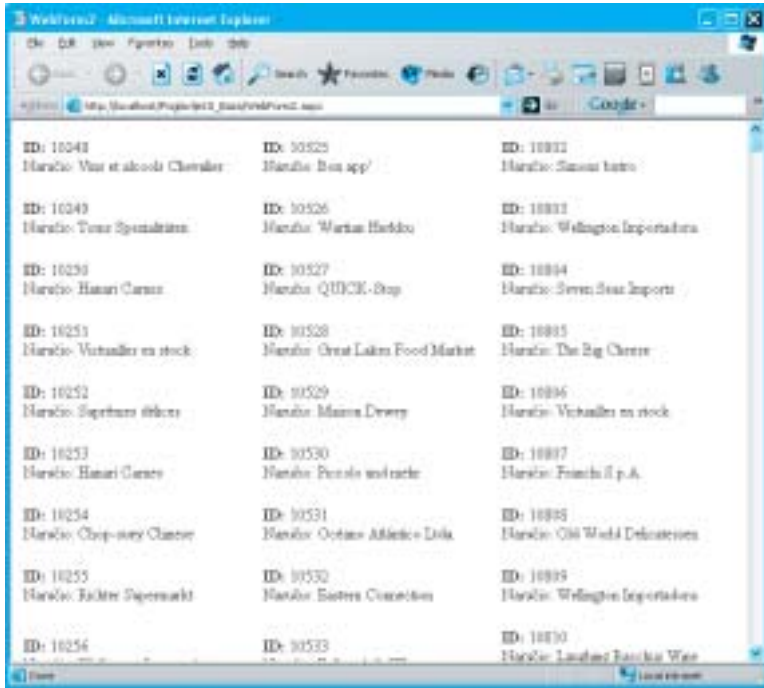 WebForm2 - Microsoft Internet Explorer
File Edit View Favorites Tools Help
Search Favorites Media
Google
ID: 10248
Naručio: Vins et alcools Chevalier
ID: 10249
Naručio: Toms Spezialitäten
ID: 10250
Naručio: Hanari Carnes
ID: 10251
Naručio: Victuailles en stock
ID: 10252
Naručio: Suprêmes délices
ID: 10253
Naručio: Hanari Carnes
ID: 10254
Naručio: Chop-suey Chinese
ID: 10255
Naručio: Richter Supermarkt
ID: 10256
ID: 10525
Naručio: Bon app'
ID: 10526
Naručio: Wartian Herkku
ID: 10527
Naručio: QUICK-Stop
ID: 10528
Naručio: Great Lakes Food Market
ID: 10529
Naručio: Maison Dewey
ID: 10530
Naručio: Piccolo und mehr
ID: 10531
Naručio: Océano Atlántico Ltda.
ID: 10532
Naručio: Eastern Connection
ID: 10533
ID: 10802
Naručio: Simons bistro
ID: 10803
Naručio: Wellington Importadora
ID: 10804
Naručio: Seven Seas Imports
ID: 10805
Naručio: The Big Cheese
ID: 10806
Naručio: Victuailles en stock
ID: 10807
Naručio: Franchi S.p.A.
ID: 10808
Naručio: Old World Delicatessen
ID: 10809
Naručio: Wellington Importadora
ID: 10810
Naručio: Laughing Bacchus Wine
Done
Local intranet